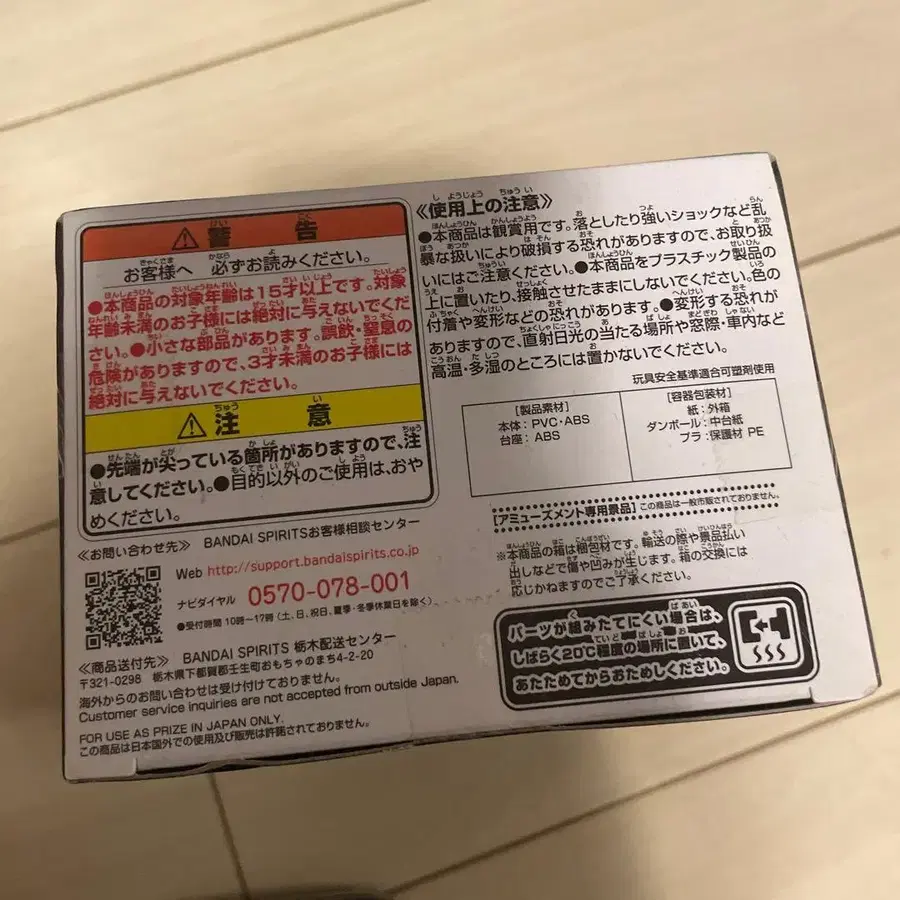 警告
お客様へ 必ずお読みください。
●本商品の対象年齢は15才以上です。対象
年齢未満のお子様には絶対に与えないでくだ
さい。●小さな部品があります。誤飲・窒息の
危険がありますので、3才未満のお子様には
絶対に与えないでください。
注意
●先端が尖っている箇所がありますので、注
意してください。●目的以外のご使用は、おや
めください。
《お問い合わせ先》 BANDAI SPIRITSお客様相談センター
Web http://support.bandaispirits.co.jp
ナビダイヤル 0570-078-001
●受付時間 10時〜17時(土、日、祝日、夏季・冬季休業日を除く)
《商品送付先》 BANDAI SPIRITS 栃木配送センター
〒321-0298 栃木県下都賀郡壬生町おもちゃのまち4-2-20
海外からのお問い合わせは受け付けておりません。
Customer service inquiries are not accepted from outside Japan.
FOR USE AS PRIZE IN JAPAN ONLY.
この商品は日本国外での使用及び販売は許諾されておりません。
《使用上の注意》
●本商品は観賞用です。落としたり強いショックなど乱
暴な扱いにより破損する恐れがありますので、お取り扱
いにはご注意ください。●本商品をプラスチック製品の
上に置いたり、接触させたままにしないでください。色の
付着や変形などの恐れがあります。●変形する恐れが
ありますので、直射日光の当たる場所や窓際・車内など
高温・多湿のところには置かないでください。
玩具安全基準適合可塑剤使用
[製品素材]
本体:PVC・ABS
台座:ABS
[容器包装材]
紙:外箱
ダンボール:中台紙
プラ:保護材 PE
[アミューズメント専用景品] この商品は一般市販されておりません。
※本商品の箱は梱包材です。輸送の際や景品払い
出しなどで傷や凹みが生じます。箱の交換には
応じかねますのでご了承ください。
パーツが組みたてにくい場合は、
しばらく20℃程度の場所に置いて、
あたためてからおためしください。